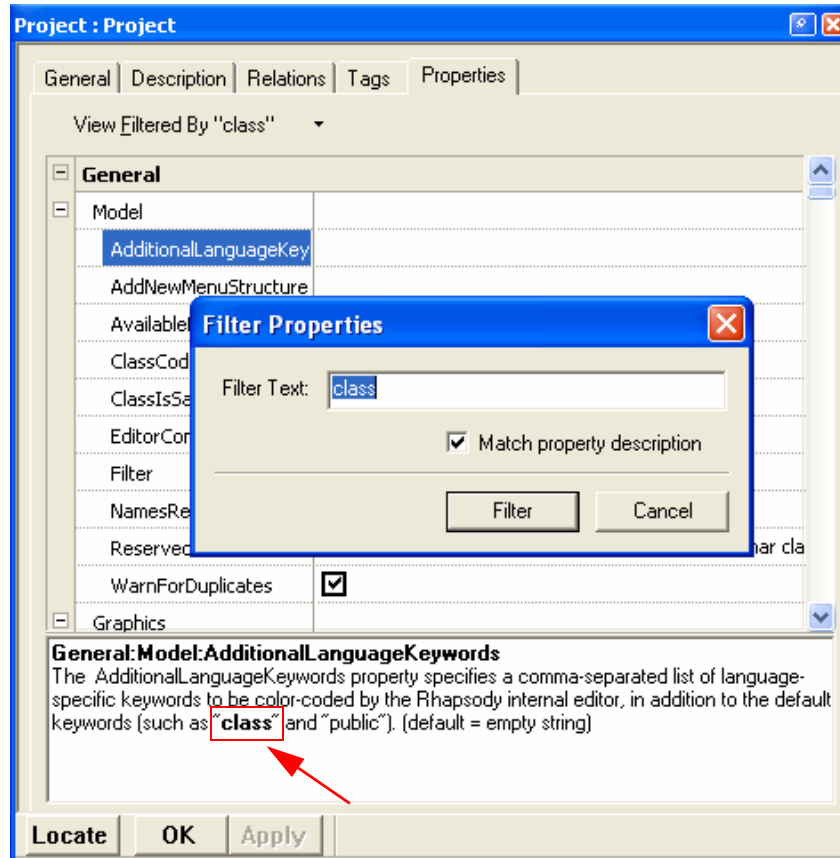 Project : Project
General Description Relations Tags Properties
View Filtered By "class"
General
Model
AdditionalLanguageKey
AddNewMenuStructure
Filter Properties
Filter Text: class
Match property description
Filter Cancel
Filter
WarnForDuplicates
Graphics
General:Model:AdditionalLanguageKeywords
The AdditionalLanguageKeywords property specifies a comma-separated list of language-
specific keywords to be color-coded by the Rhapsody internal editor, in addition to the default
keywords (such as "class" and "public"). (default = empty string)
Locate OK Apply